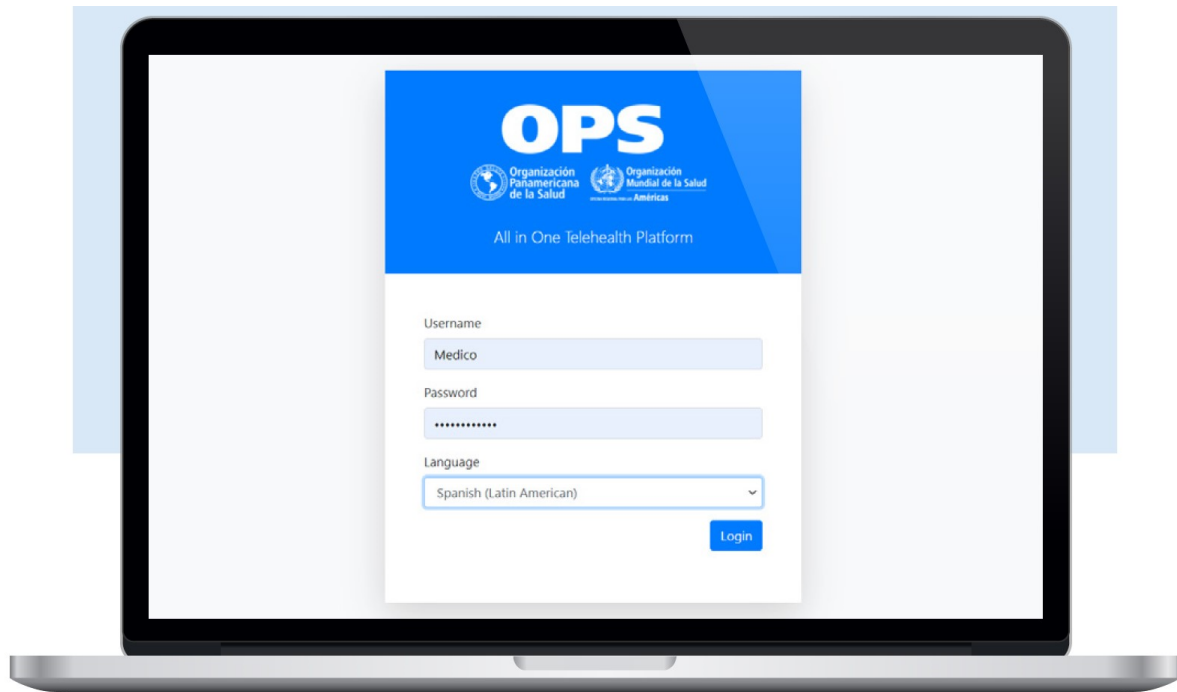 OPS
Organización
Panamericana
de la Salud
Organización
Mundial de la Salud
Américas
All in One Telehealth Platform
Username
Medico
Password
••••••••••••
Language
Spanish (Latin American)
Login